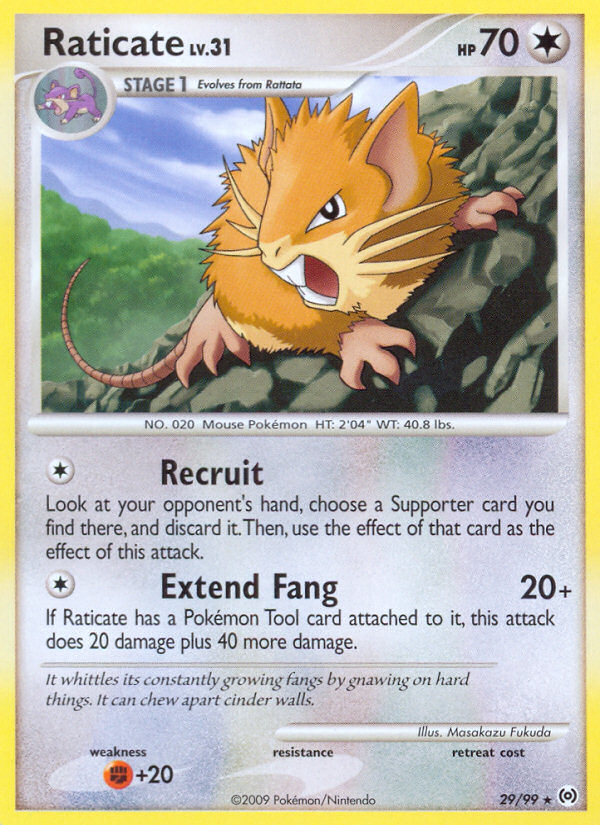 Raticate LV.31 HP 70
STAGE 1 Evolves from Rattata
NO. 020 Mouse Pokémon HT: 2'04" WT: 40.8 lbs.
Recruit
Look at your opponent's hand, choose a Supporter card you
find there, and discard it. Then, use the effect of that card as the
effect of this attack.
Extend Fang 20+
If Raticate has a Pokémon Tool card attached to it, this attack
does 20 damage plus 40 more damage.
It whittles its constantly growing fangs by gnawing on hard
things. It can chew apart cinder walls.
Illus. Masakazu Fukuda
weakness resistance retreat cost
+20
©2009 Pokémon/Nintendo 29/99 ★